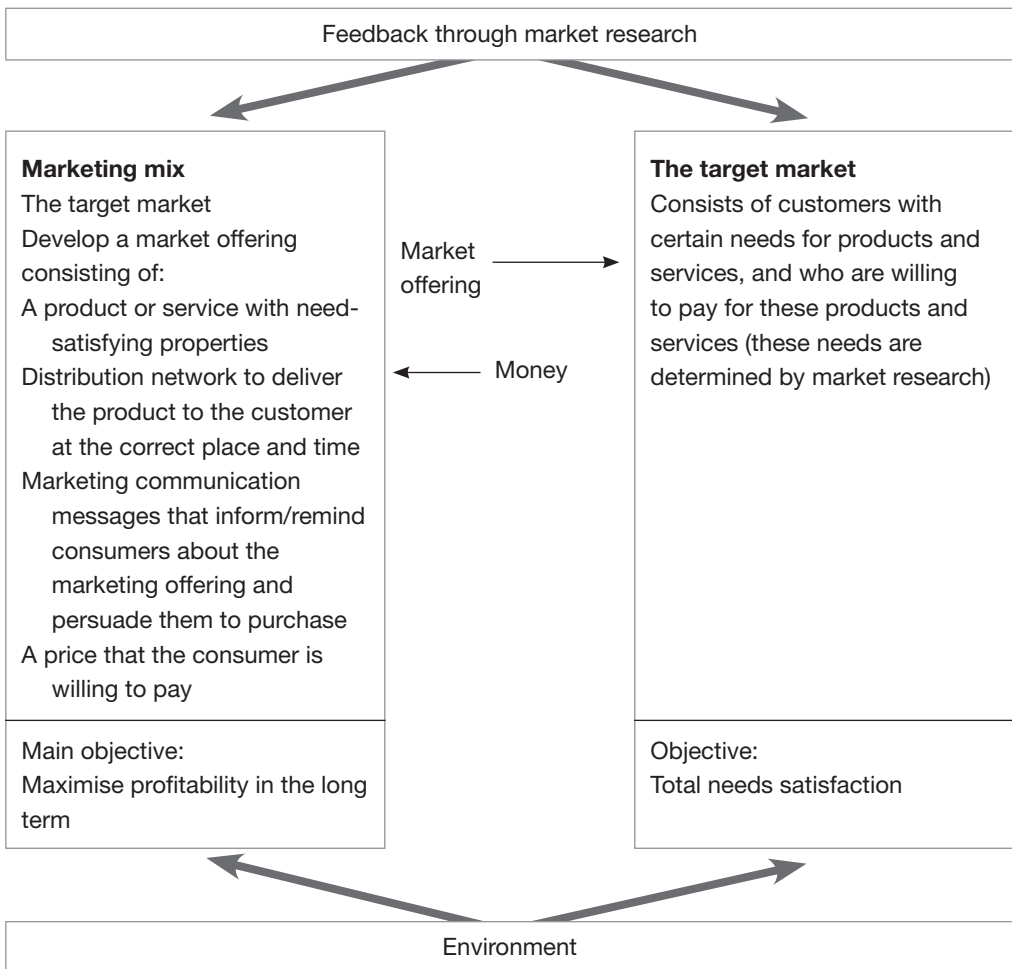 Feedback through market research
Marketing mix
The target market
Develop a market offering
consisting of:
A product or service with need-
satisfying properties
Distribution network to deliver
the product to the customer
at the correct place and time
Marketing communication
messages that inform/remind
consumers about the
marketing offering and
persuade them to purchase
A price that the consumer is
willing to pay
Main objective:
Maximise profitability in the long
term
Market
offering
Money
The target market
Consists of customers with
certain needs for products and
services, and who are willing
to pay for these products and
services (these needs are
determined by market research)
Objective:
Total needs satisfaction
Environment